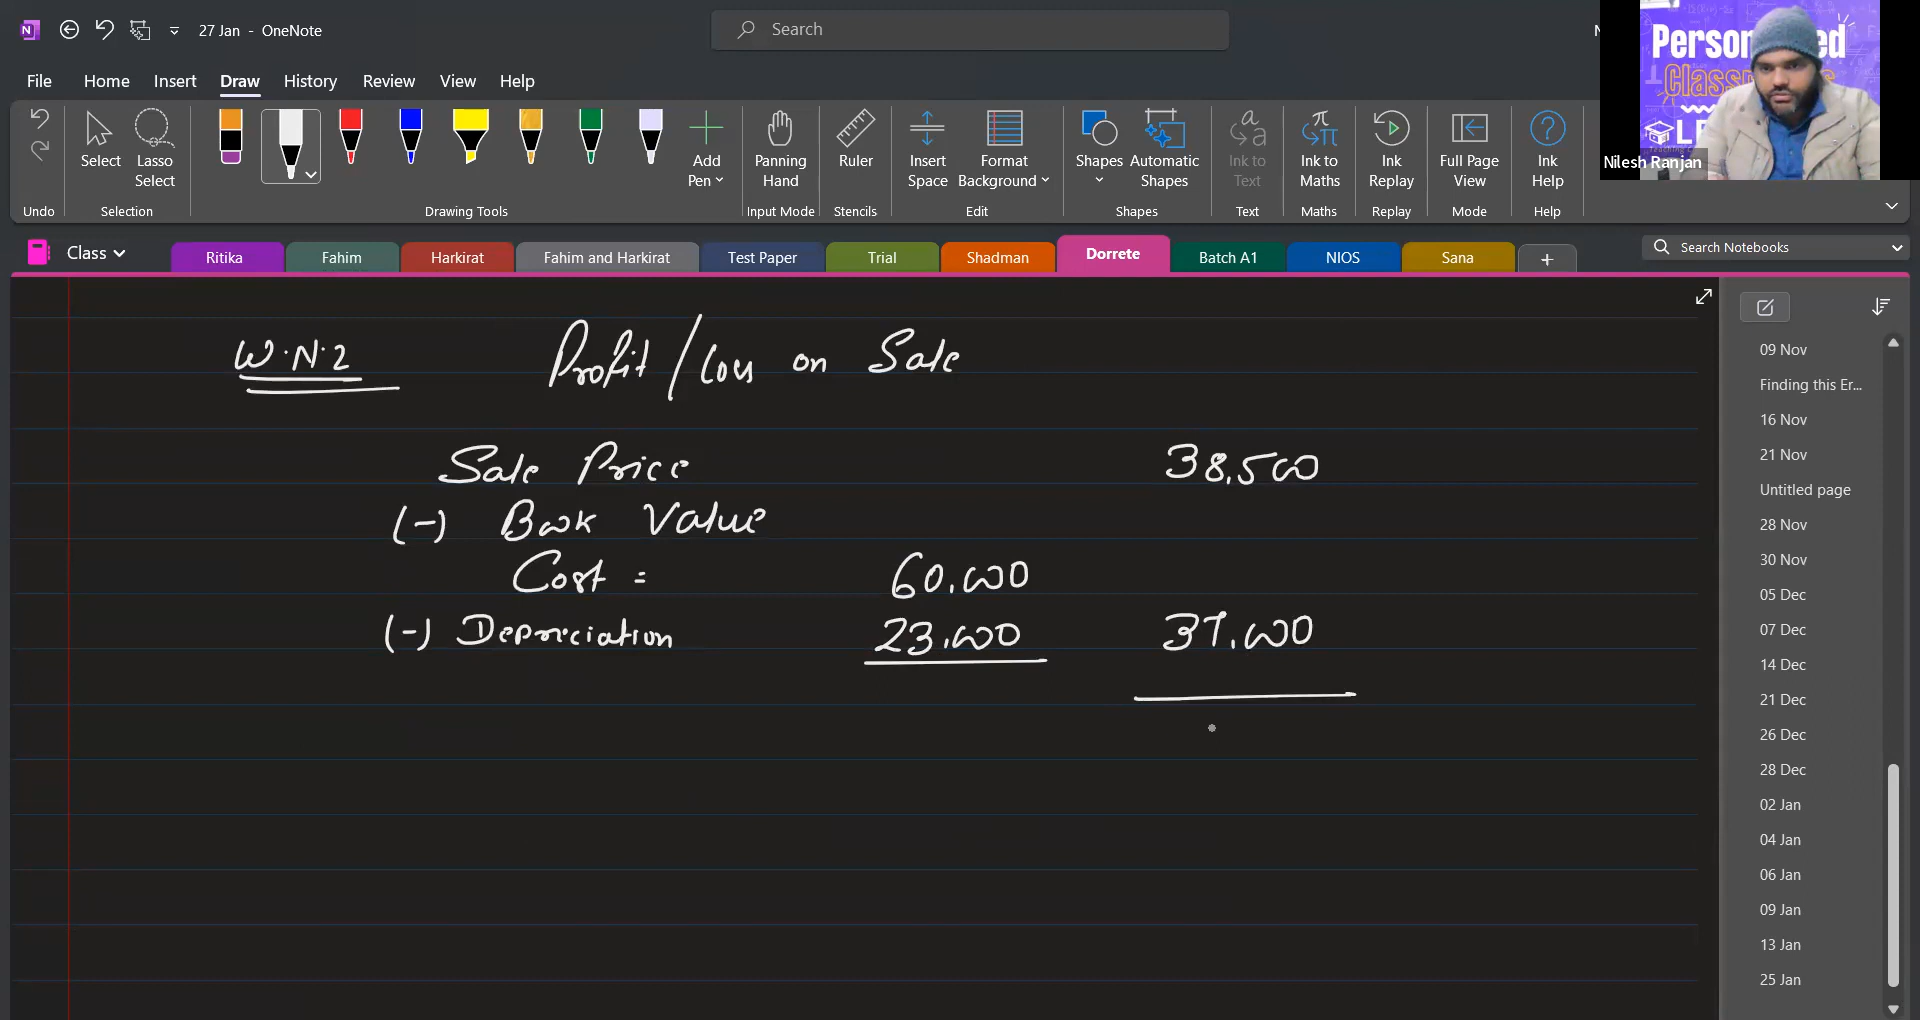 27 Jan - OneNote
Search
File Home Insert Draw History Review View Help
Undo
Select
Lasso Select
Selection
Drawing Tools
Add Pen
Panning Hand
Input Mode
Ruler
Stencils
Insert Space
Format Background
Edit
Shapes
Automatic Shapes
Shapes
Ink to Text
Text
Ink to Maths
Maths
Ink Replay
Replay
Full Page View
Mode
Ink Help
Help
Nilesh Ranjan
Class
Ritika Fahim Harkirat Fahim and Harkirat Test Paper Trial Shadman Dorrete Batch A1 NIOS Sana +
Search Notebooks
W.N.2 Profit/Loss on Sale
Sale Price 38,500
(-) Book Value
Cost = 60,000
(-) Depreciation 23,000 37,000
09 Nov
Finding this Er...
16 Nov
21 Nov
Untitled page
28 Nov
30 Nov
05 Dec
07 Dec
14 Dec
21 Dec
26 Dec
28 Dec
02 Jan
04 Jan
06 Jan
09 Jan
13 Jan
25 Jan